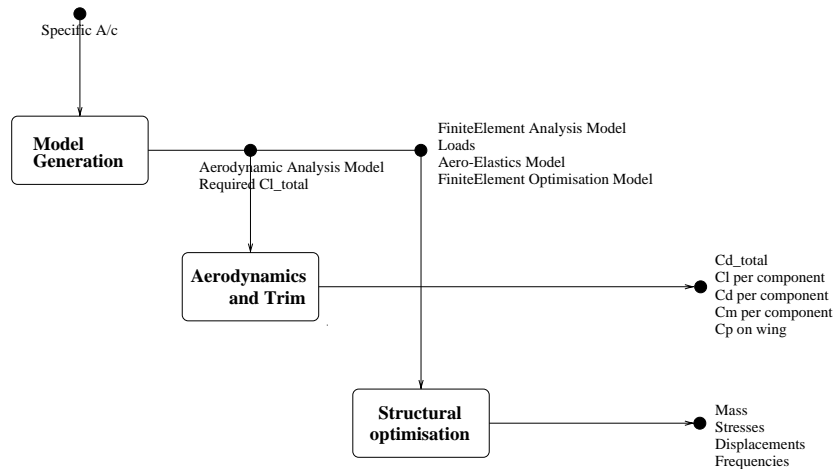 Specific A/c
Model
Generation
FiniteElement Analysis Model
Loads
Aero-Elastics Model
FiniteElement Optimisation Model
Aerodynamic Analysis Model
Required Cl_total
Aerodynamics
and Trim
Cd_total
Cl per component
Cd per component
Cm per component
Cp on wing
Structural
optimisation
Mass
Stresses
Displacements
Frequencies